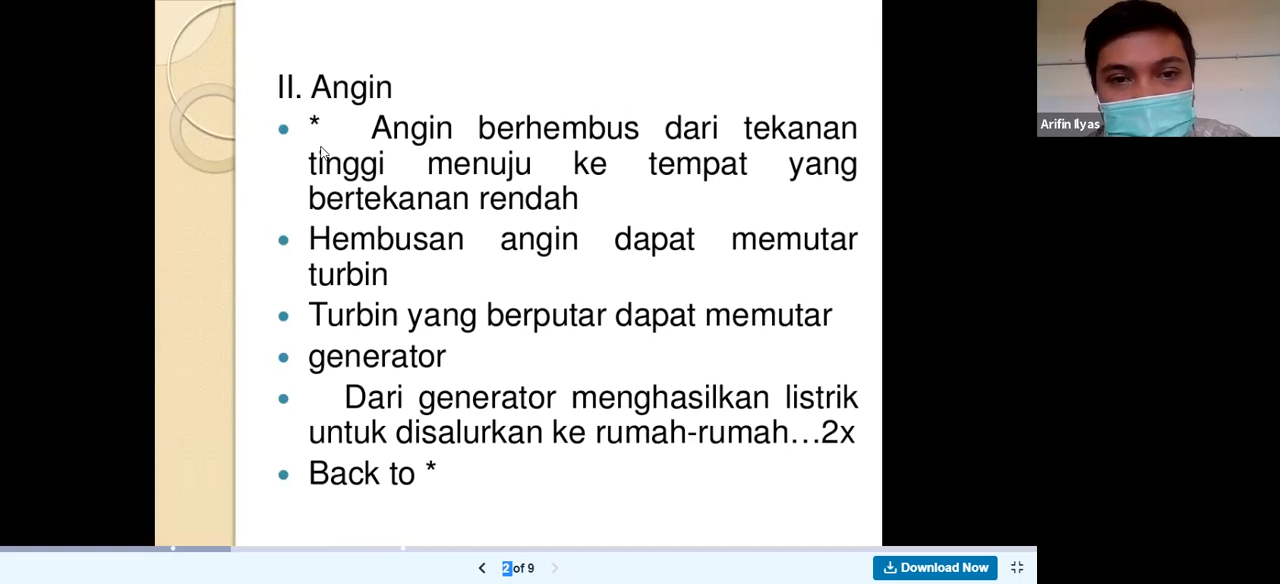 II. Angin
* Angin berhembus dari tekanan
tinggi menuju ke tempat yang
bertekanan rendah
Hembusan angin dapat memutar
turbin
Turbin yang berputar dapat memutar
generator
Dari generator menghasilkan listrik
untuk disalurkan ke rumah-rumah...2x
Back to *
Arifin Ilyas
2 of 9
Download Now